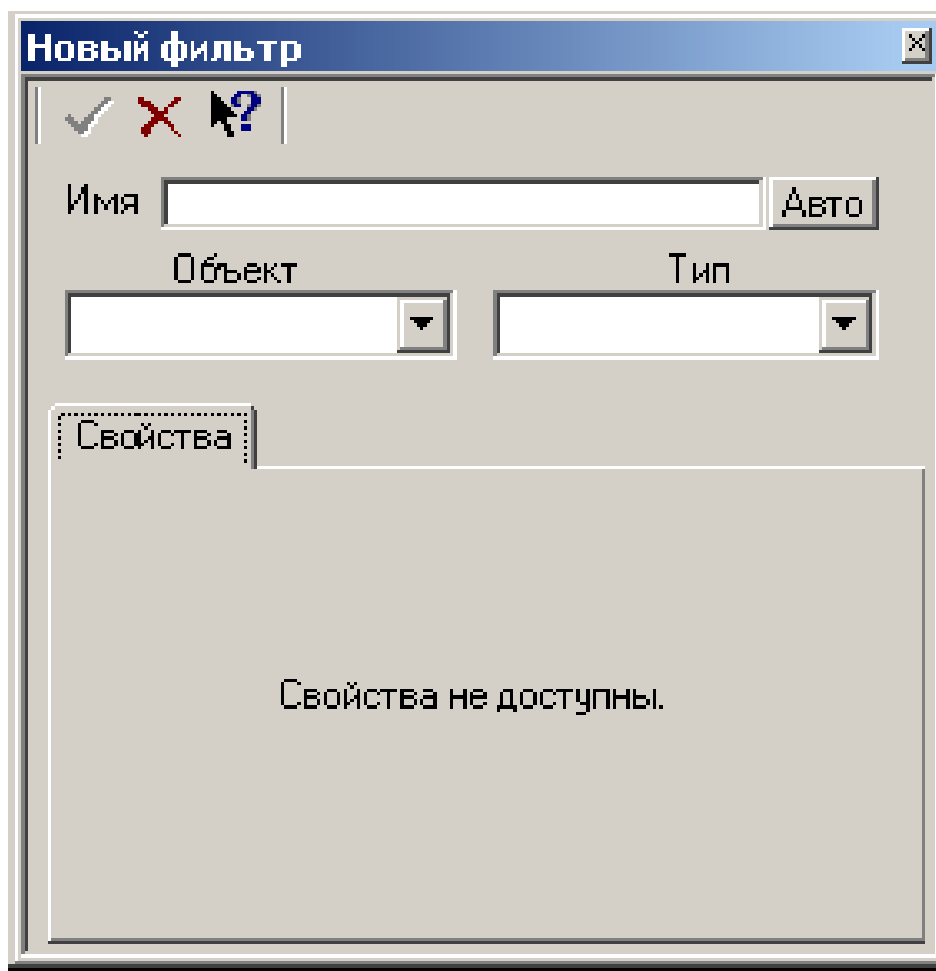 Новый фильтр
Имя Авто
Объект Тип
Свойства
Свойства не доступны.